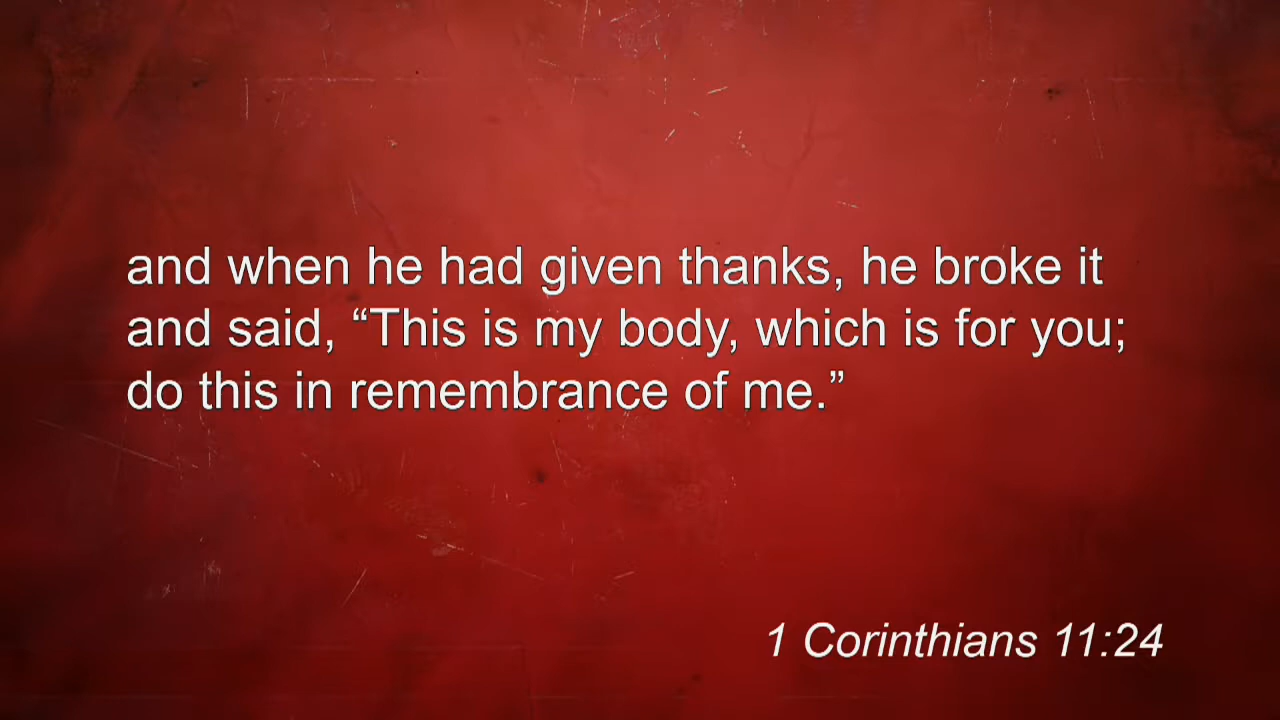 and when he had given thanks, he broke it
and said, “This is my body, which is for you;
do this in remembrance of me.”
1 Corinthians 11:24